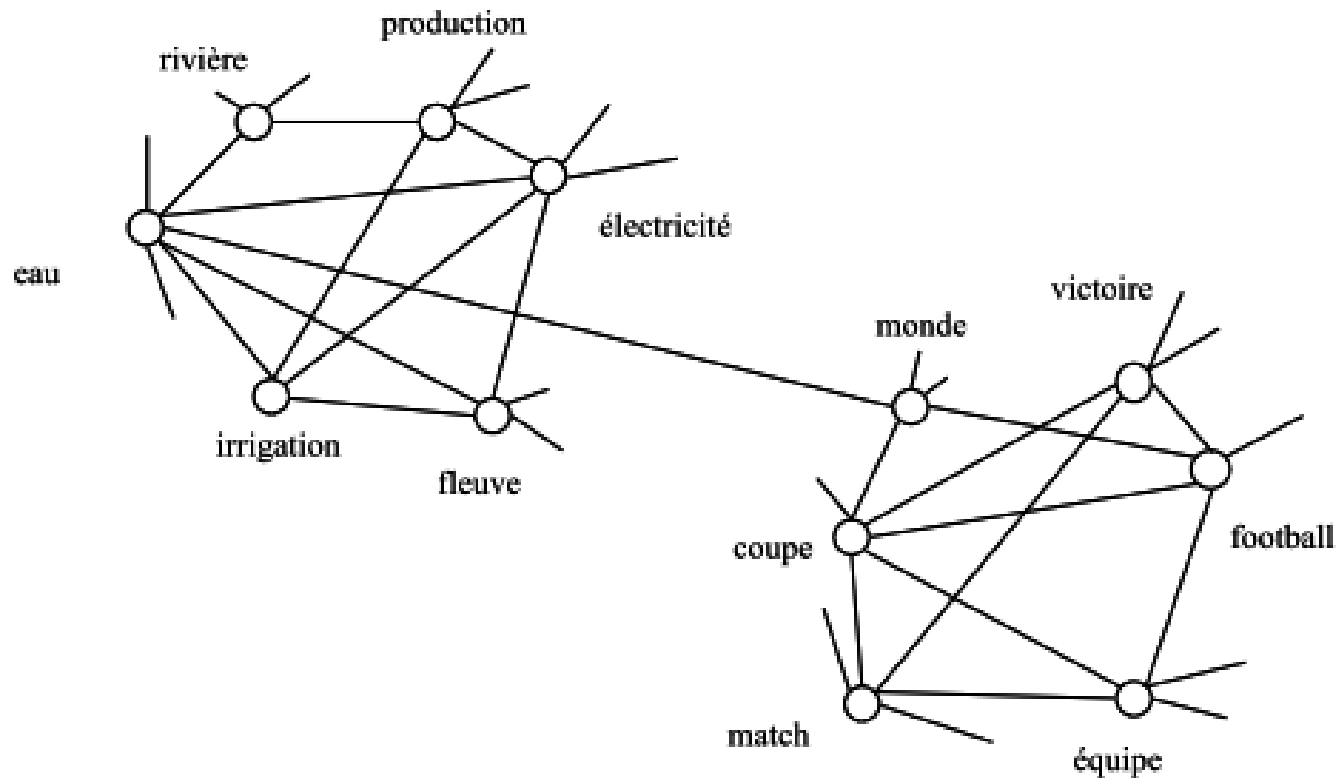 production
rivière
électricité
eau
victoire
monde
irrigation
fleuve
football
coupe
match
équipe